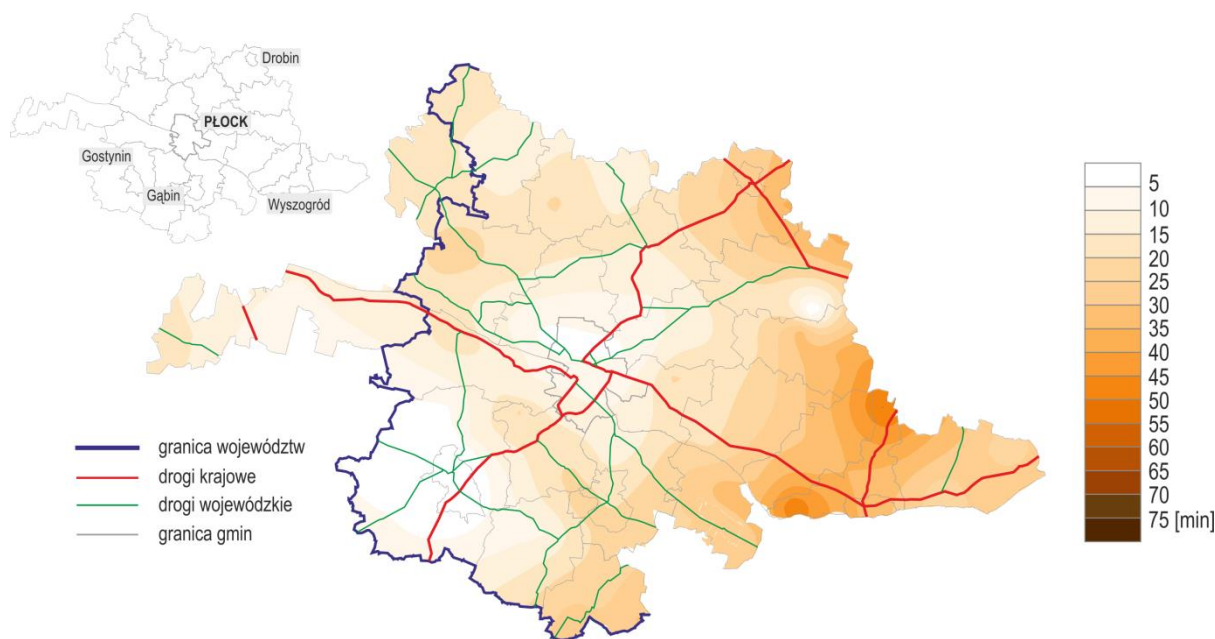 Drobin
PŁOCK
Gostynin
Gąbin
Wyszogród
granica województw
drogi krajowe
drogi wojewódzkie
granica gmin
5
10
15
20
25
30
35
40
45
50
55
60
65
70
75 [min]